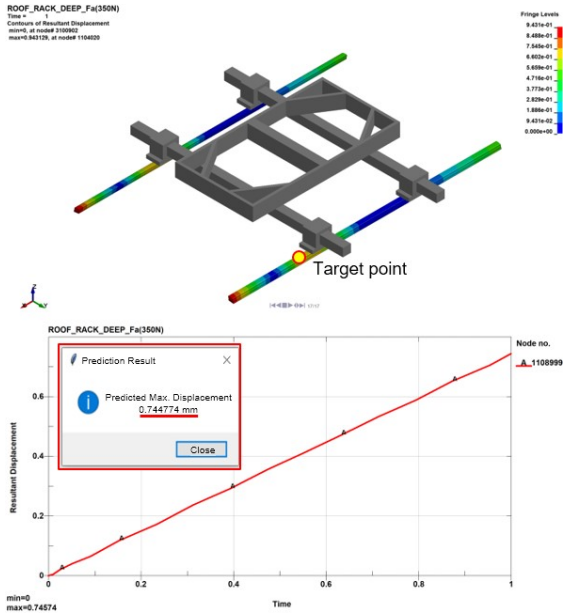 ROOF_RACK_DEEP_Fa(350N)
Time = 1
Contours of Resultant Displacement
min=0, at node# 3100902
max=0.943129, at node# 1104020
Fringe Levels
9.431e-01
8.488e-01
7.545e-01
6.602e-01
5.659e-01
4.716e-01
3.773e-01
2.829e-01
1.886e-01
9.431e-02
0.000e+00
Target point
Z
X
Y
ROOF_RACK_DEEP_Fa(350N)
Node no.
A 1108999
Prediction Result
Predicted Max. Displacement
0.744774 mm
Close
Resultant Displacement
0.6
0.4
0.2
0
0
0.2
0.4
0.6
0.8
1
A
A
A
A
A
min=0
max=0.74574
Time